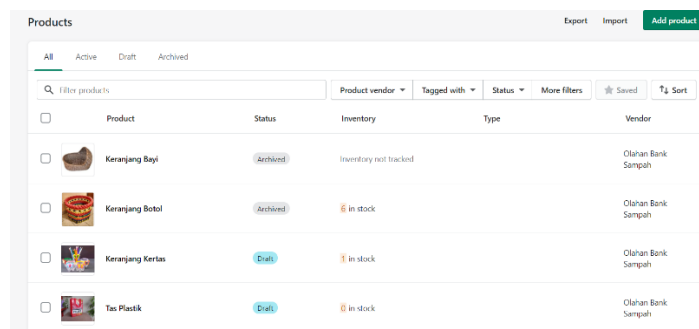 Products
Export Import Add product
All Active Draft Archived
Filter products
Product vendor Tagged with Status More filters Saved Sort
Product Status Inventory Type Vendor
Keranjang Bayi Archived Inventory not tracked Olahan Bank
Sampah
Keranjang Botol Archived 6 in stock Olahan Bank
Sampah
Keranjang Kertas Draft 1 in stock Olahan Bank
Sampah
Tas Plastik Draft 0 in stock Olahan Bank
Sampah